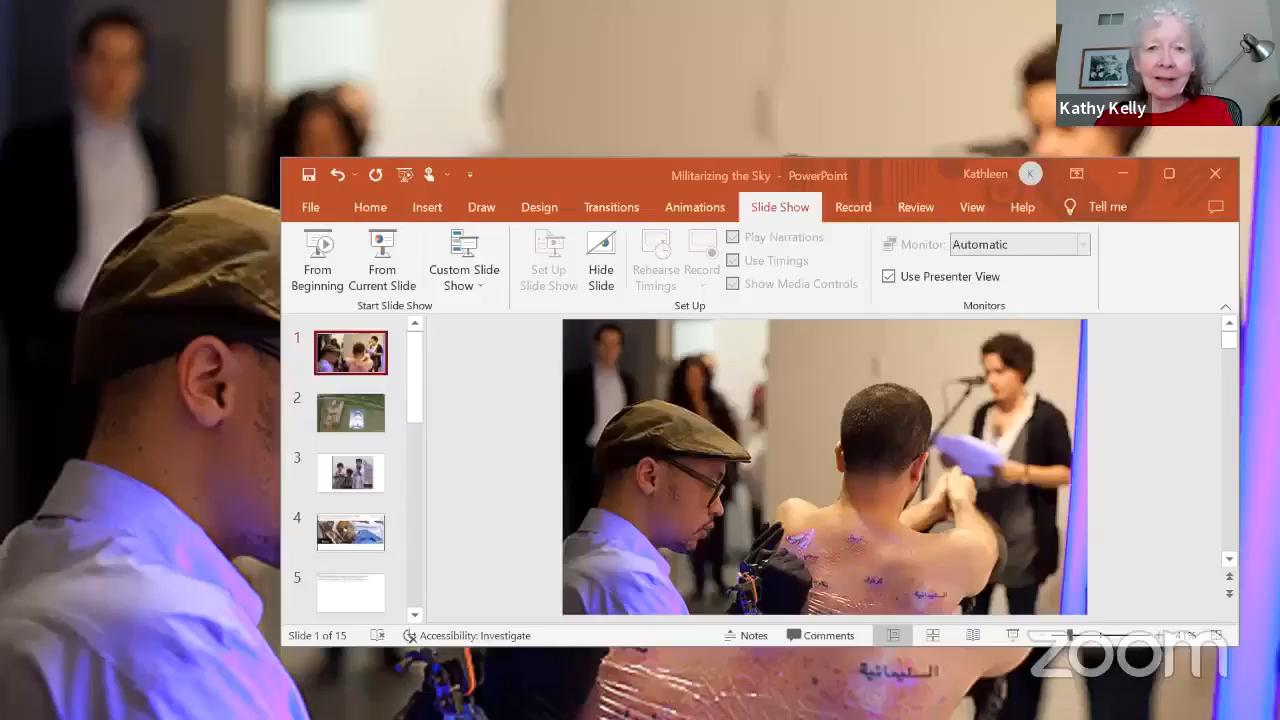 Kathy Kelly
Militarizing the Sky - PowerPoint
Kathleen K
File Home Insert Draw Design Transitions Animations Slide Show Record Review View Help Tell me
From Beginning
From Current Slide
Custom Slide Show
Set Up Slide Show
Hide Slide
Rehearse Timings
Record
Play Narrations
Use Timings
Show Media Controls
Monitor: Automatic
Use Presenter View
Start Slide Show
Set Up
Monitors
1
2
3
4
5
السليمانية
Slide 1 of 15
Accessibility: Investigate
Notes
Comments
zoom
السليمانية